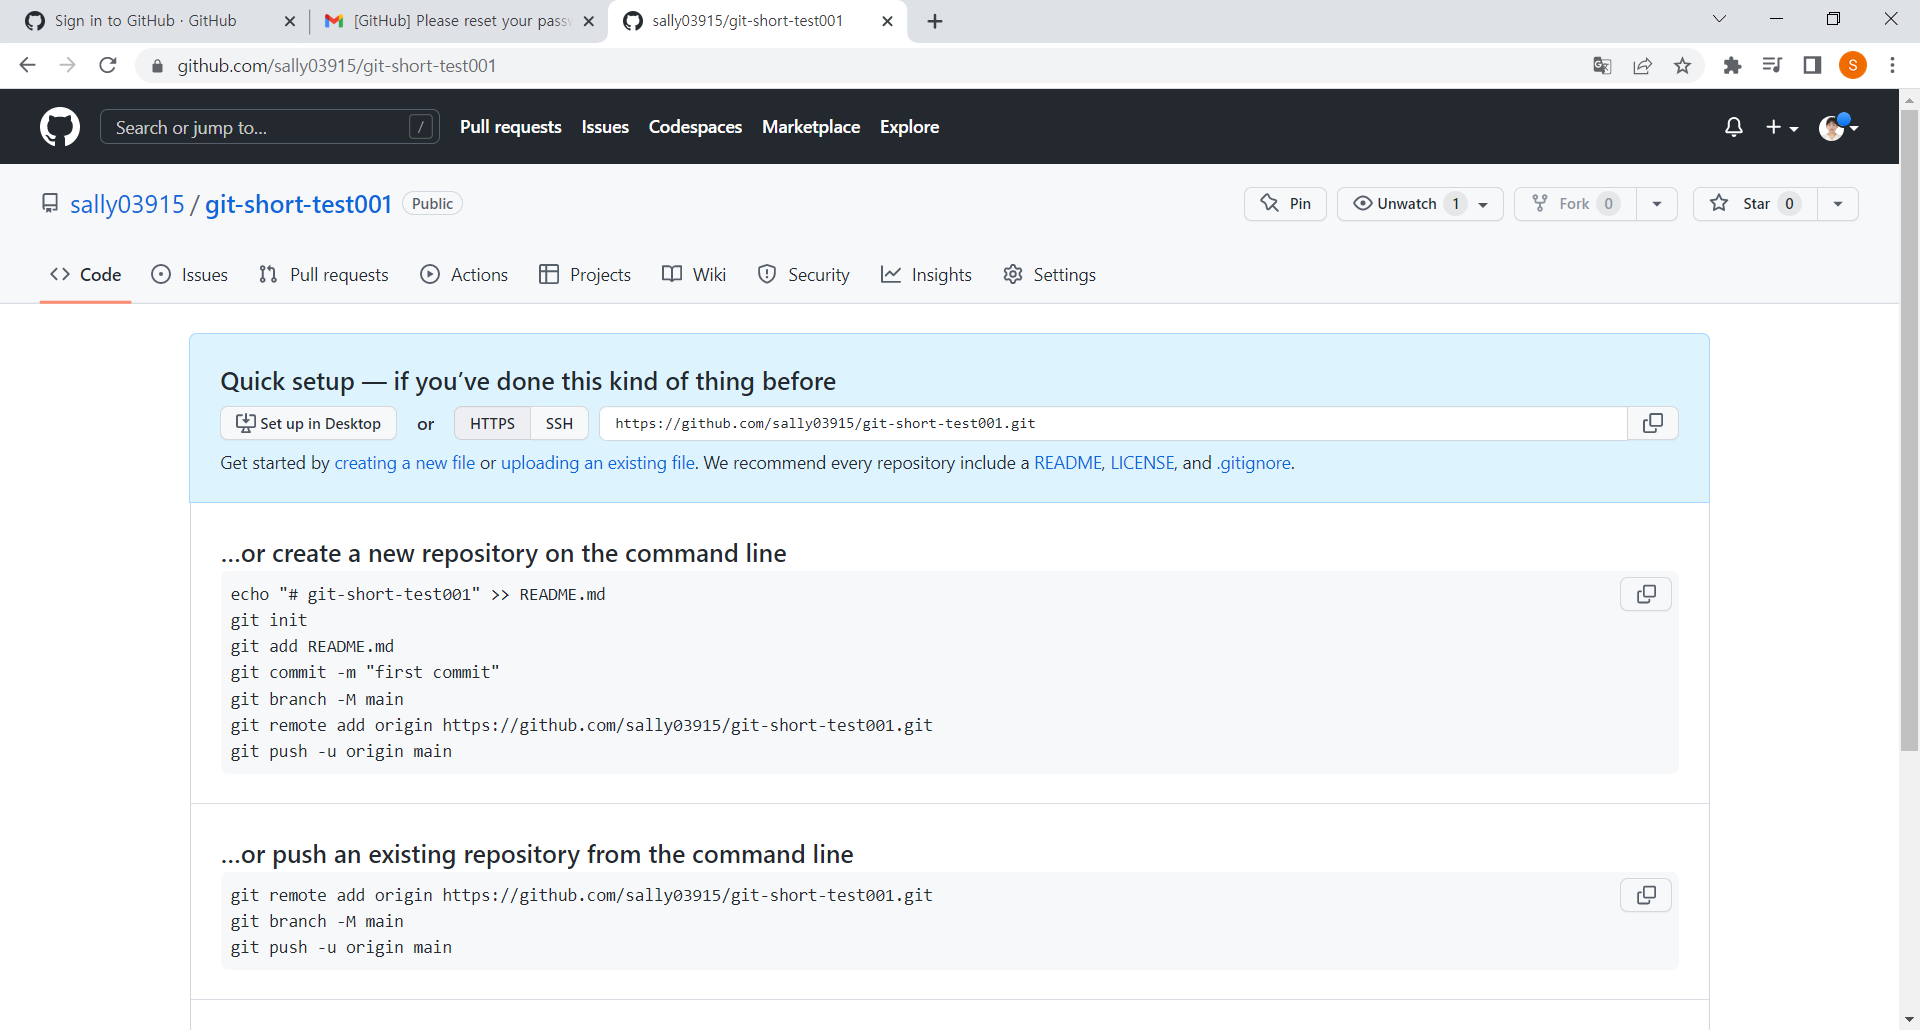 Sign in to GitHub · GitHub
[GitHub] Please reset your pass
sally03915/git-short-test001
github.com/sally03915/git-short-test001
S
Search or jump to...
/
Pull requests
Issues
Codespaces
Marketplace
Explore
sally03915 / git-short-test001
Public
Pin
Unwatch 1
Fork 0
Star 0
Code
Issues
Pull requests
Actions
Projects
Wiki
Security
Insights
Settings
Quick setup — if you’ve done this kind of thing before
Set up in Desktop
or
HTTPS
SSH
https://github.com/sally03915/git-short-test001.git
Get started by creating a new file or uploading an existing file. We recommend every repository include a README, LICENSE, and .gitignore.
…or create a new repository on the command line
echo "# git-short-test001" >> README.md
git init
git add README.md
git commit -m "first commit"
git branch -M main
git remote add origin https://github.com/sally03915/git-short-test001.git
git push -u origin main
…or push an existing repository from the command line
git remote add origin https://github.com/sally03915/git-short-test001.git
git branch -M main
git push -u origin main